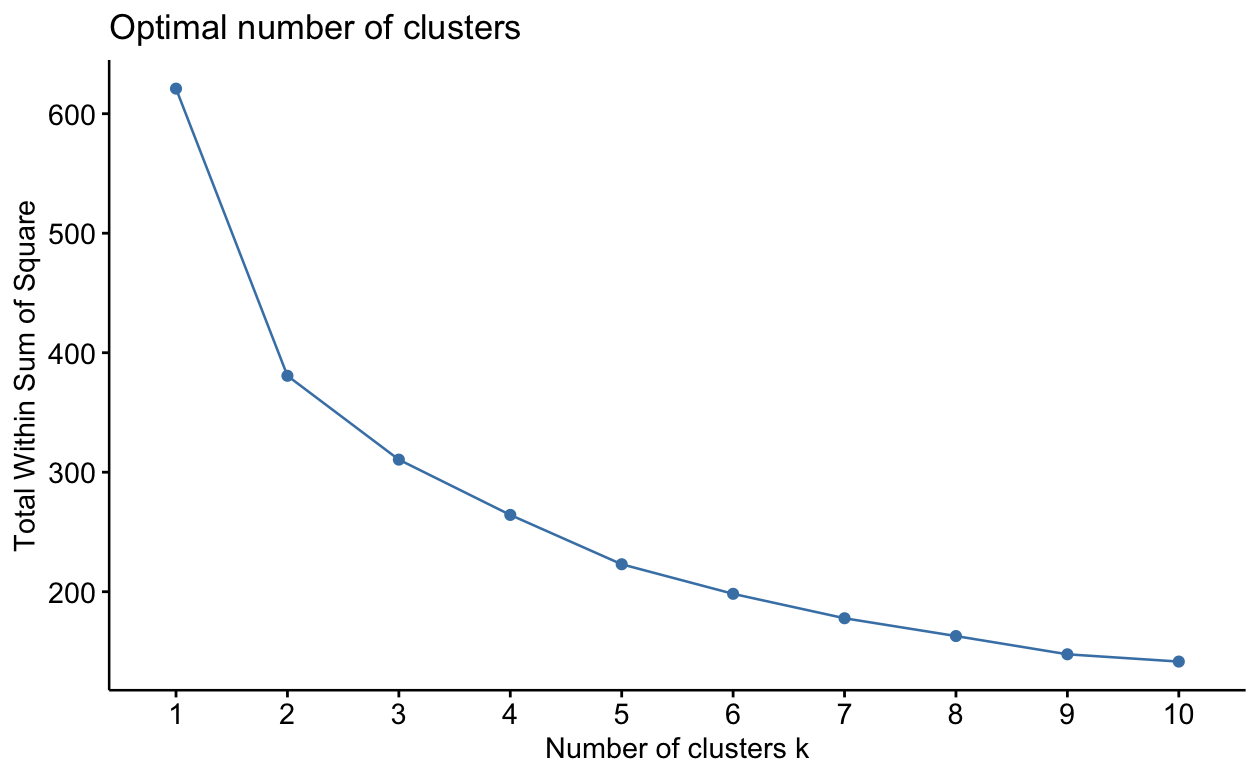 Optimal number of clusters
600
500
400
300
200
Total Within Sum of Square
1 2 3 4 5 6 7 8 9 10
Number of clusters k